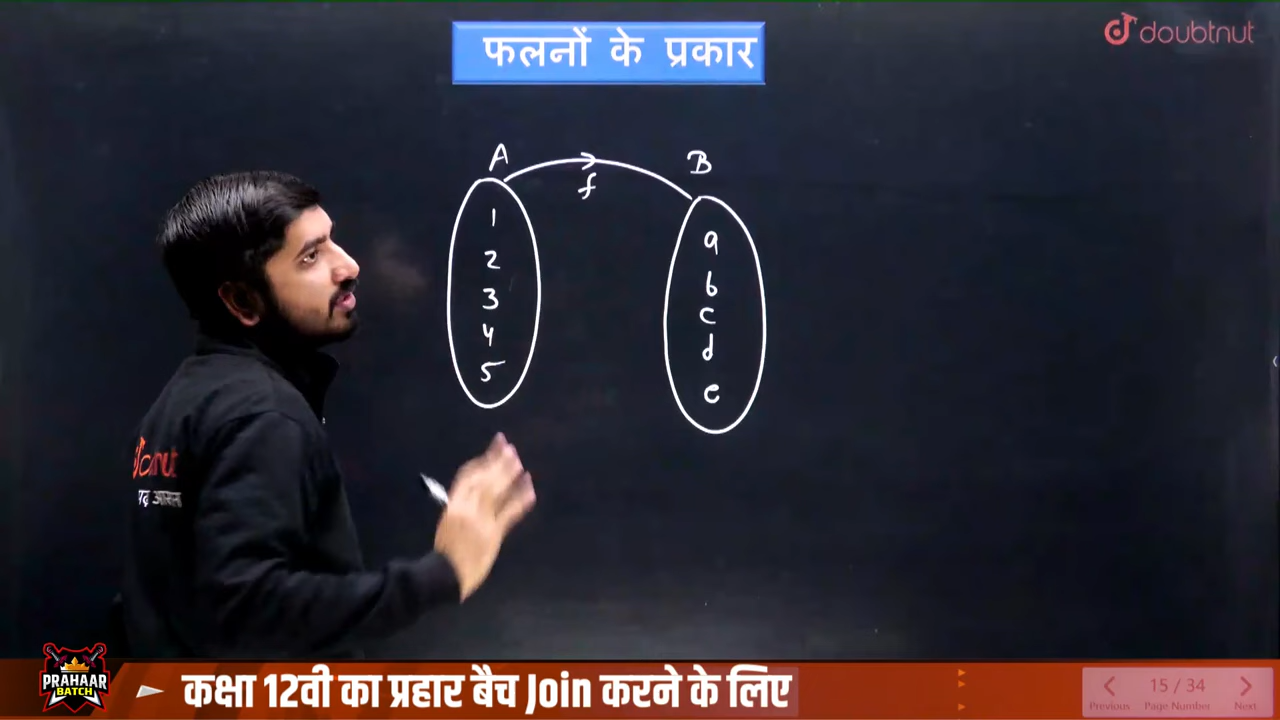 doubtnut
फलनों के प्रकार
A
B
f
1
2
3
4
5
a
b
c
d
e
PRAHAAR
BATCH
कक्षा 12वी का प्रहार बैच Join करने के लिए
15 / 34
Previous
Page Number
Next